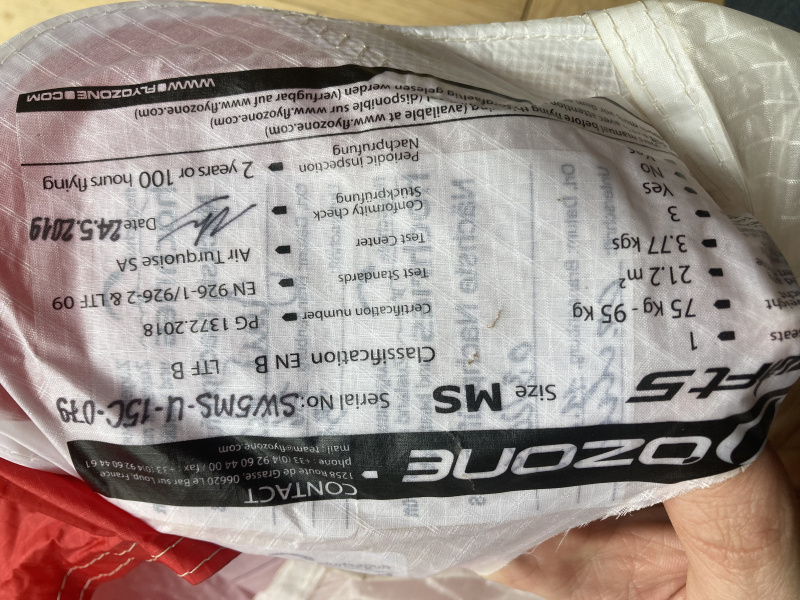 OZONE
CONTACT
1258 Route de Grasse, 06620 Le Bar sur Loup, France
phone : +33 (0)4 92 60 44 00 / fax : +33 (0)4 92 60 44 61
mail : team@flyozone.com
Size MS
Serial No: SW5MS-U-15C-079
Classification EN B LTF B
1
Certification number PG 1372.2018
75 Kg - 95 Kg
Test Standards EN 926-1/926-2 & LTF 09
21.2 m²
Test Center Air Turquoise SA
3.77 kgs
Conformity check
Stückprüfung
Date 24.5.2019
3
Yes
Periodic inspection
Nachprüfung
2 years or 100 hours flying
No
manual before flying (available at www.flyozone.com)
(disponible sur www.flyozone.com)
gelesen werden (verfügbar auf www.flyozone.com)
WWW.FLYOZONE.COM